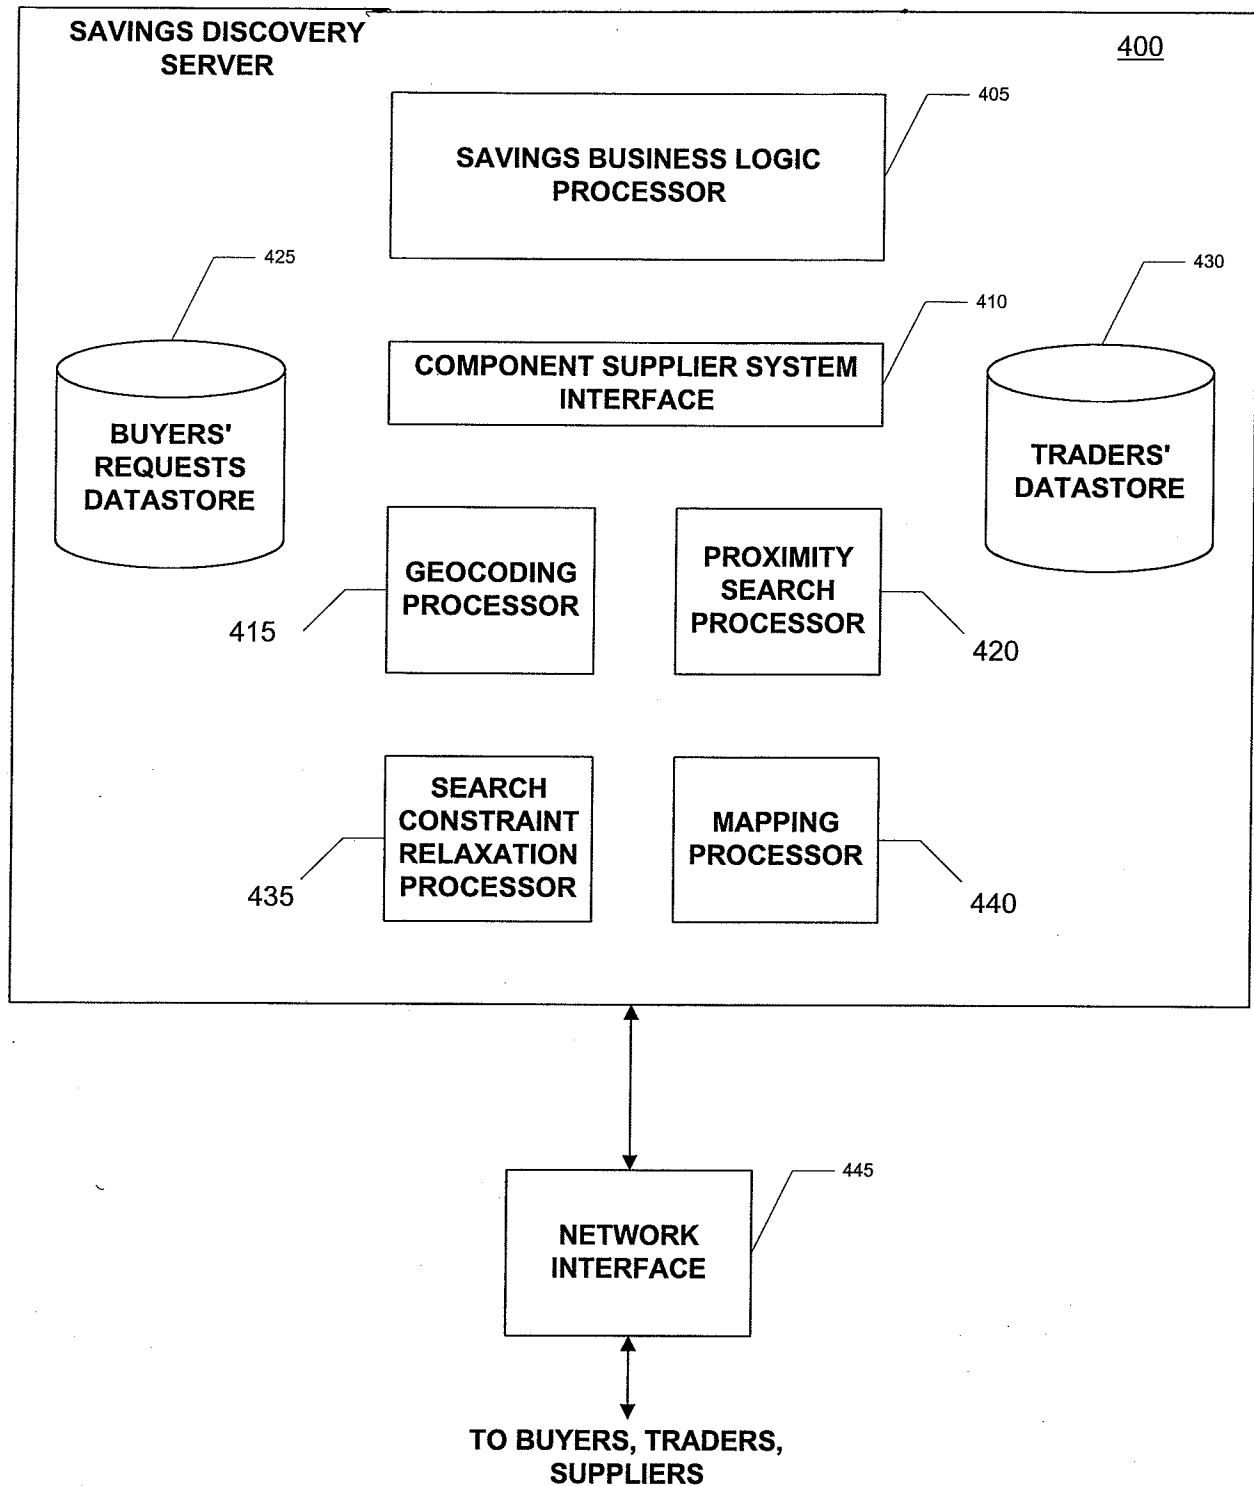 SAVINGS DISCOVERY
SERVER
400
405
SAVINGS BUSINESS LOGIC
PROCESSOR
425
430
410
COMPONENT SUPPLIER SYSTEM
INTERFACE
BUYERS'
REQUESTS
DATASTORE
TRADERS'
DATASTORE
GEOCODING
PROCESSOR
415
PROXIMITY
SEARCH
PROCESSOR
420
SEARCH
CONSTRAINT
RELAXATION
PROCESSOR
435
MAPPING
PROCESSOR
440
445
NETWORK
INTERFACE
TO BUYERS, TRADERS,
SUPPLIERS